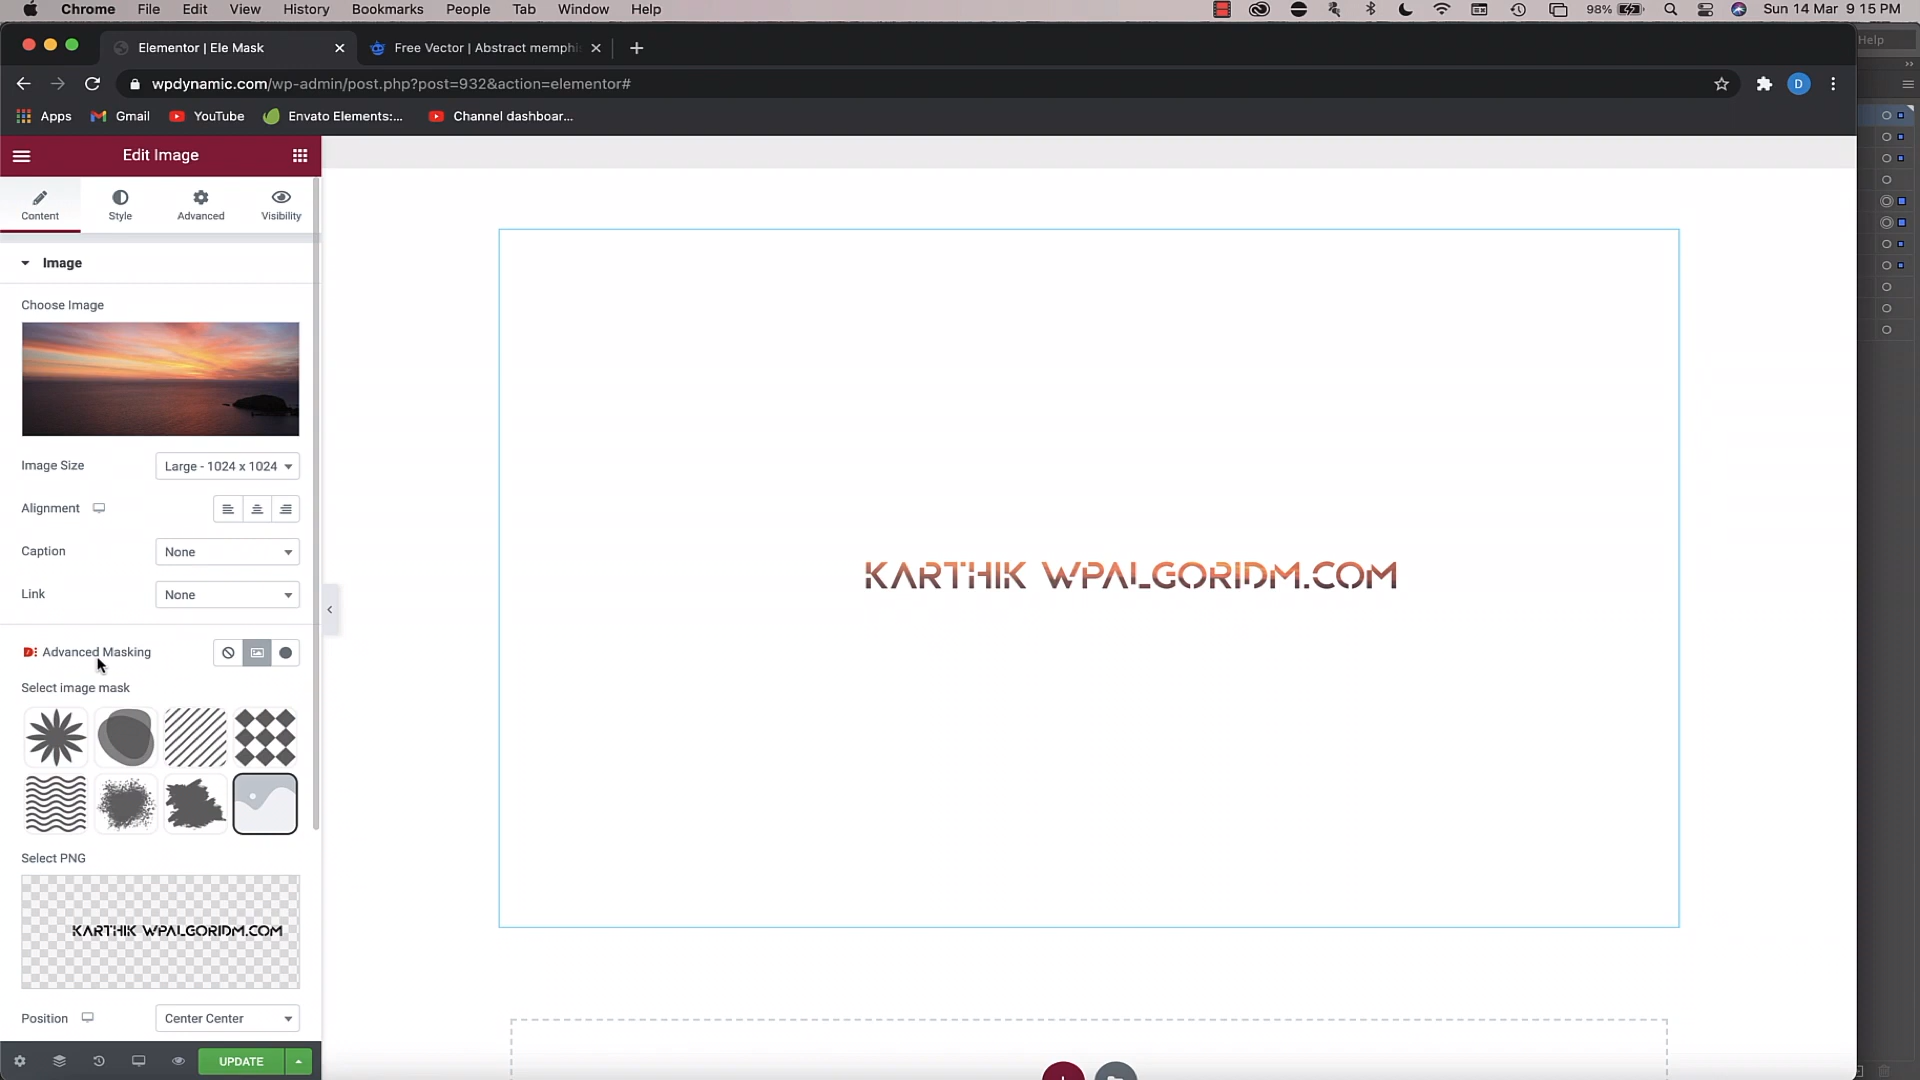 Chrome File Edit View History Bookmarks People Tab Window Help 98% Sun 14 Mar 9 15 PM
Elementor | Ele Mask
Free Vector | Abstract memphi
Help
wpdynamic.com/wp-admin/post.php?post=932&action=elementor#
D
Apps Gmail YouTube Envato Elements:... Channel dashboar...
Edit Image
Content Style Advanced Visibility
Image
Choose Image
Image Size Large - 1024 x 1024
Alignment
Caption None
Link None
Advanced Masking
Select image mask
Select PNG
KARTHIK WPALGORIDM.COM
Position Center Center
UPDATE
KARTHIK WPALGORIDM.COM